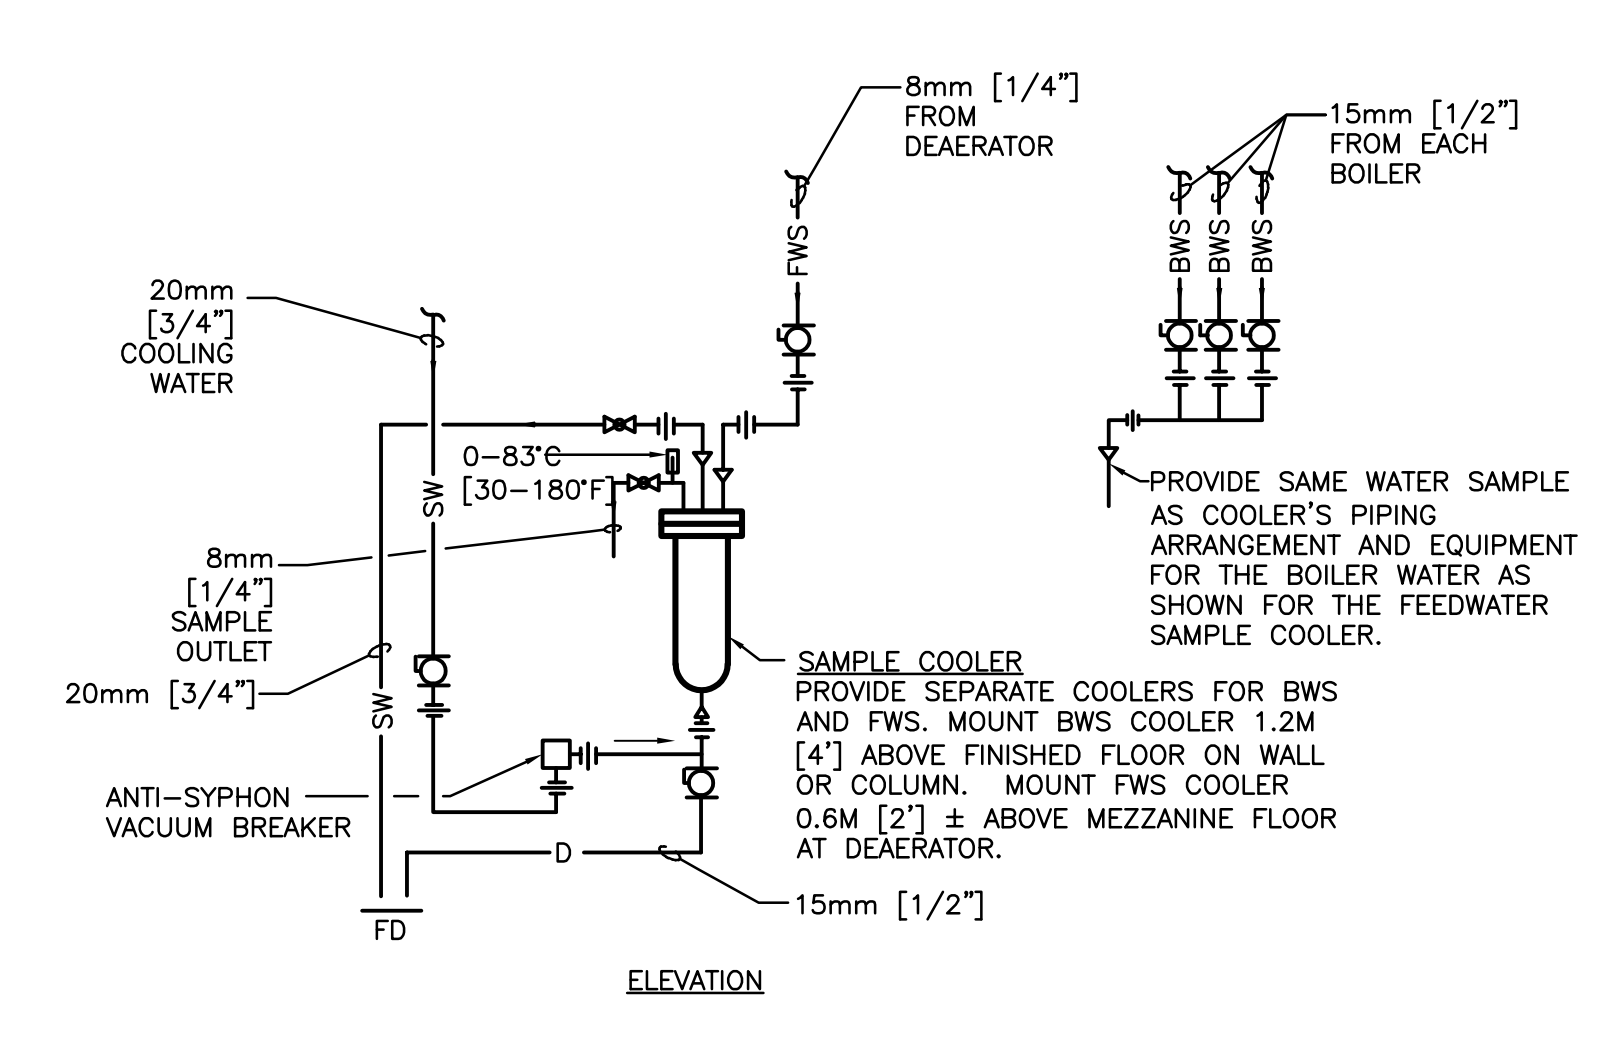 8mm [1/4"]
FROM
DEAERATOR
15mm [1/2"]
FROM EACH
BOILER
FWS
BWS
BWS
BWS
20mm
[3/4"]
COOLING
WATER
0-83°C
[30-180°F]
SW
PROVIDE SAME WATER SAMPLE
AS COOLER'S PIPING
ARRANGEMENT AND EQUIPMENT
FOR THE BOILER WATER AS
SHOWN FOR THE FEEDWATER
SAMPLE COOLER.
8mm
[1/4"]
SAMPLE
OUTLET
20mm [3/4"]
SW
SAMPLE COOLER
PROVIDE SEPARATE COOLERS FOR BWS
AND FWS. MOUNT BWS COOLER 1.2M
[4'] ABOVE FINISHED FLOOR ON WALL
OR COLUMN. MOUNT FWS COOLER
0.6M [2'] ± ABOVE MEZZANINE FLOOR
AT DEAERATOR.
ANTI-SYPHON
VACUUM BREAKER
D
15mm [1/2"]
FD
ELEVATION